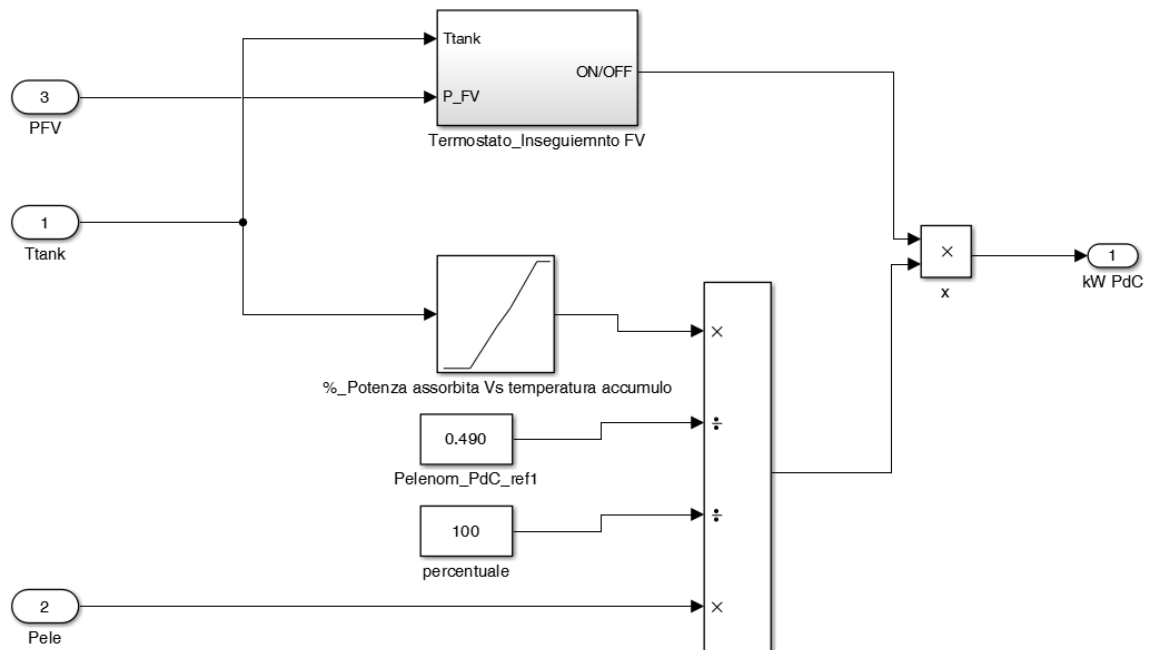 Ttank
ON/OFF
3
P_FV
PFV
Termostato_Inseguiemnto FV
1
Ttank
×
1
x
kW PdC
×
%_Potenza assorbita Vs temperatura accumulo
0.490
÷
Pelenom_PdC_ref1
100
÷
percentuale
2
×
Pele